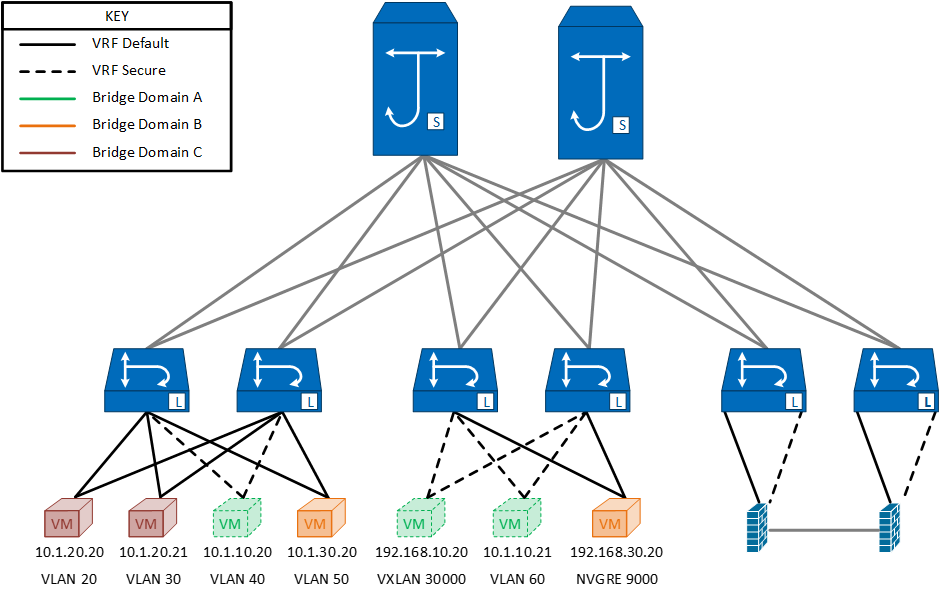 KEY
VRF Default
VRF Secure
Bridge Domain A
Bridge Domain B
Bridge Domain C
S
S
L
L
L
L
L
L
VM
VM
VM
VM
VM
VM
VM
10.1.20.20
10.1.20.21
10.1.10.20
10.1.30.20
192.168.10.20
10.1.10.21
192.168.30.20
VLAN 20
VLAN 30
VLAN 40
VLAN 50
VXLAN 30000
VLAN 60
NVGRE 9000